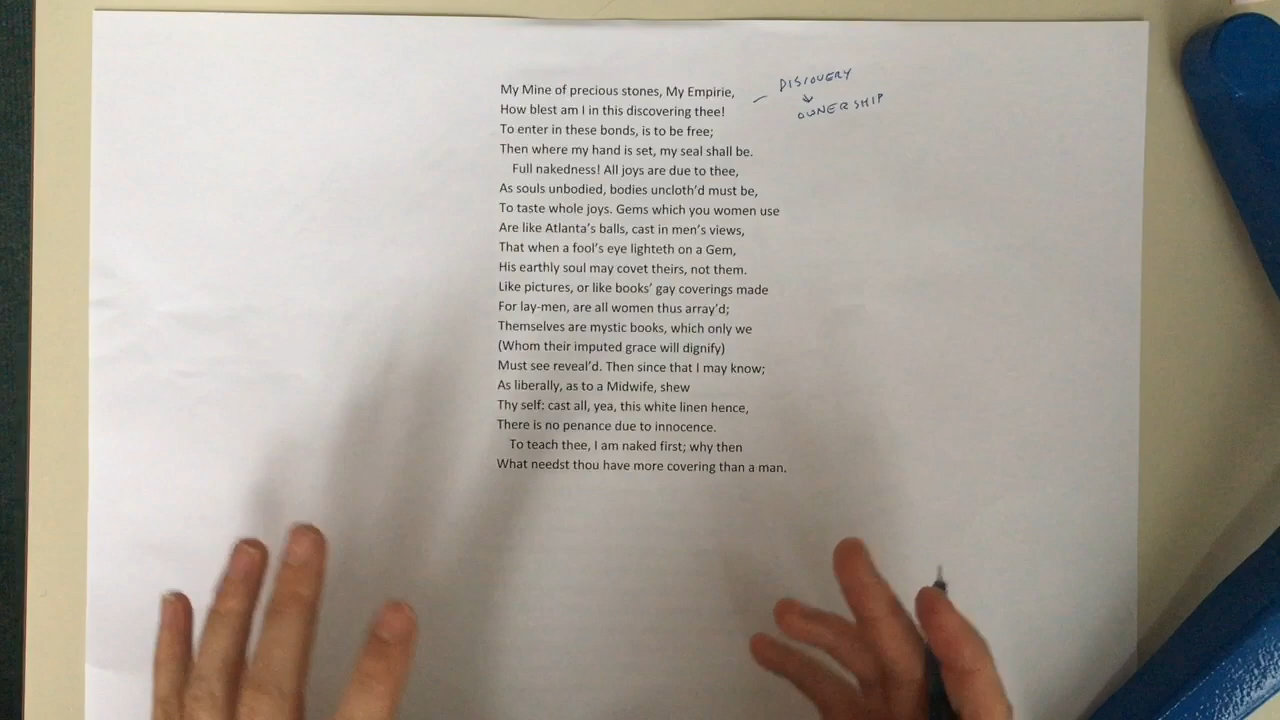 My Mine of precious stones, My Empirie,
How blest am I in this discovering thee!
To enter in these bonds, is to be free;
Then where my hand is set, my seal shall be.
Full nakedness! All joys are due to thee,
As souls unbodied, bodies uncloth'd must be,
To taste whole joys. Gems which you women use
Are like Atlanta's balls, cast in men's views,
That when a fool's eye lighteth on a Gem,
His earthly soul may covet theirs, not them.
Like pictures, or like books' gay coverings made
For lay-men, are all women thus array'd;
Themselves are mystic books, which only we
(Whom their imputed grace will dignify)
Must see reveal'd. Then since that I may know;
As liberally, as to a Midwife, shew
Thy self: cast all, yea, this white linen hence,
There is no penance due to innocence.
To teach thee, I am naked first; why then
What needst thou have more covering than a man.
– DISCOVERY
↓
OWNERSHIP